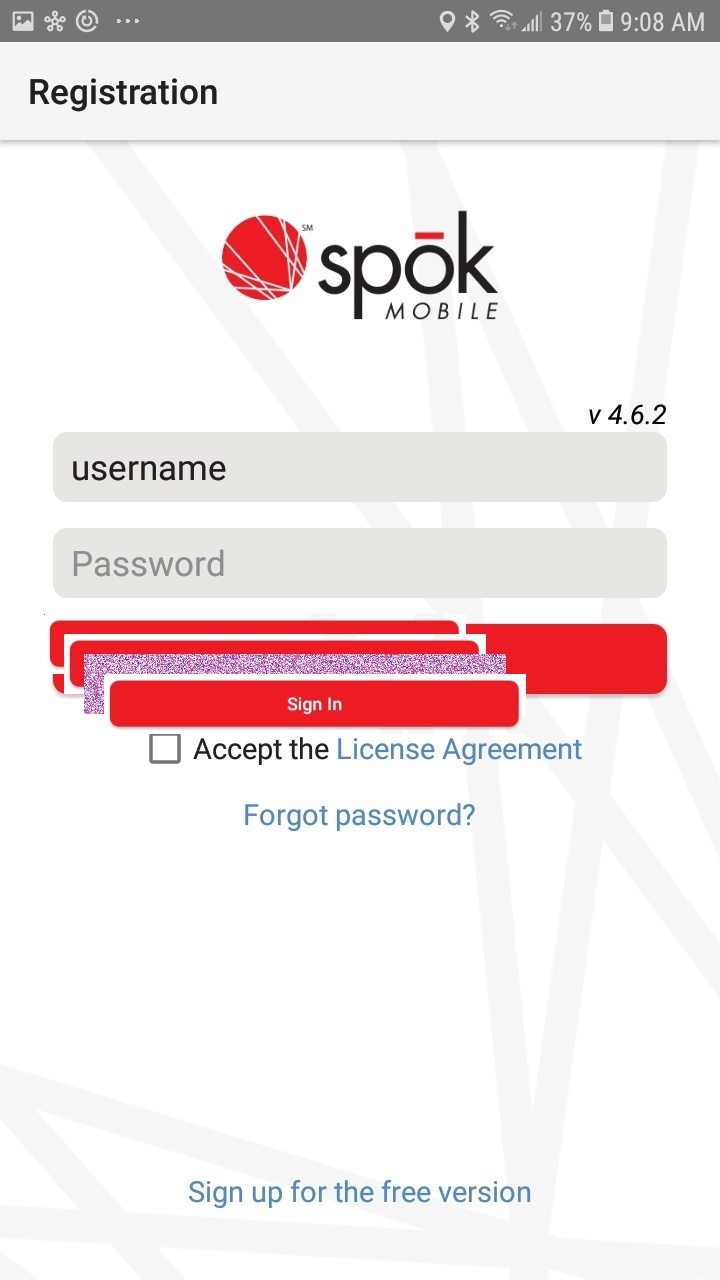 37% 9:08 AM
Registration
SM
spōk
MOBILE
v 4.6.2
username
Password
Sign In
Accept the License Agreement
Forgot password?
Sign up for the free version